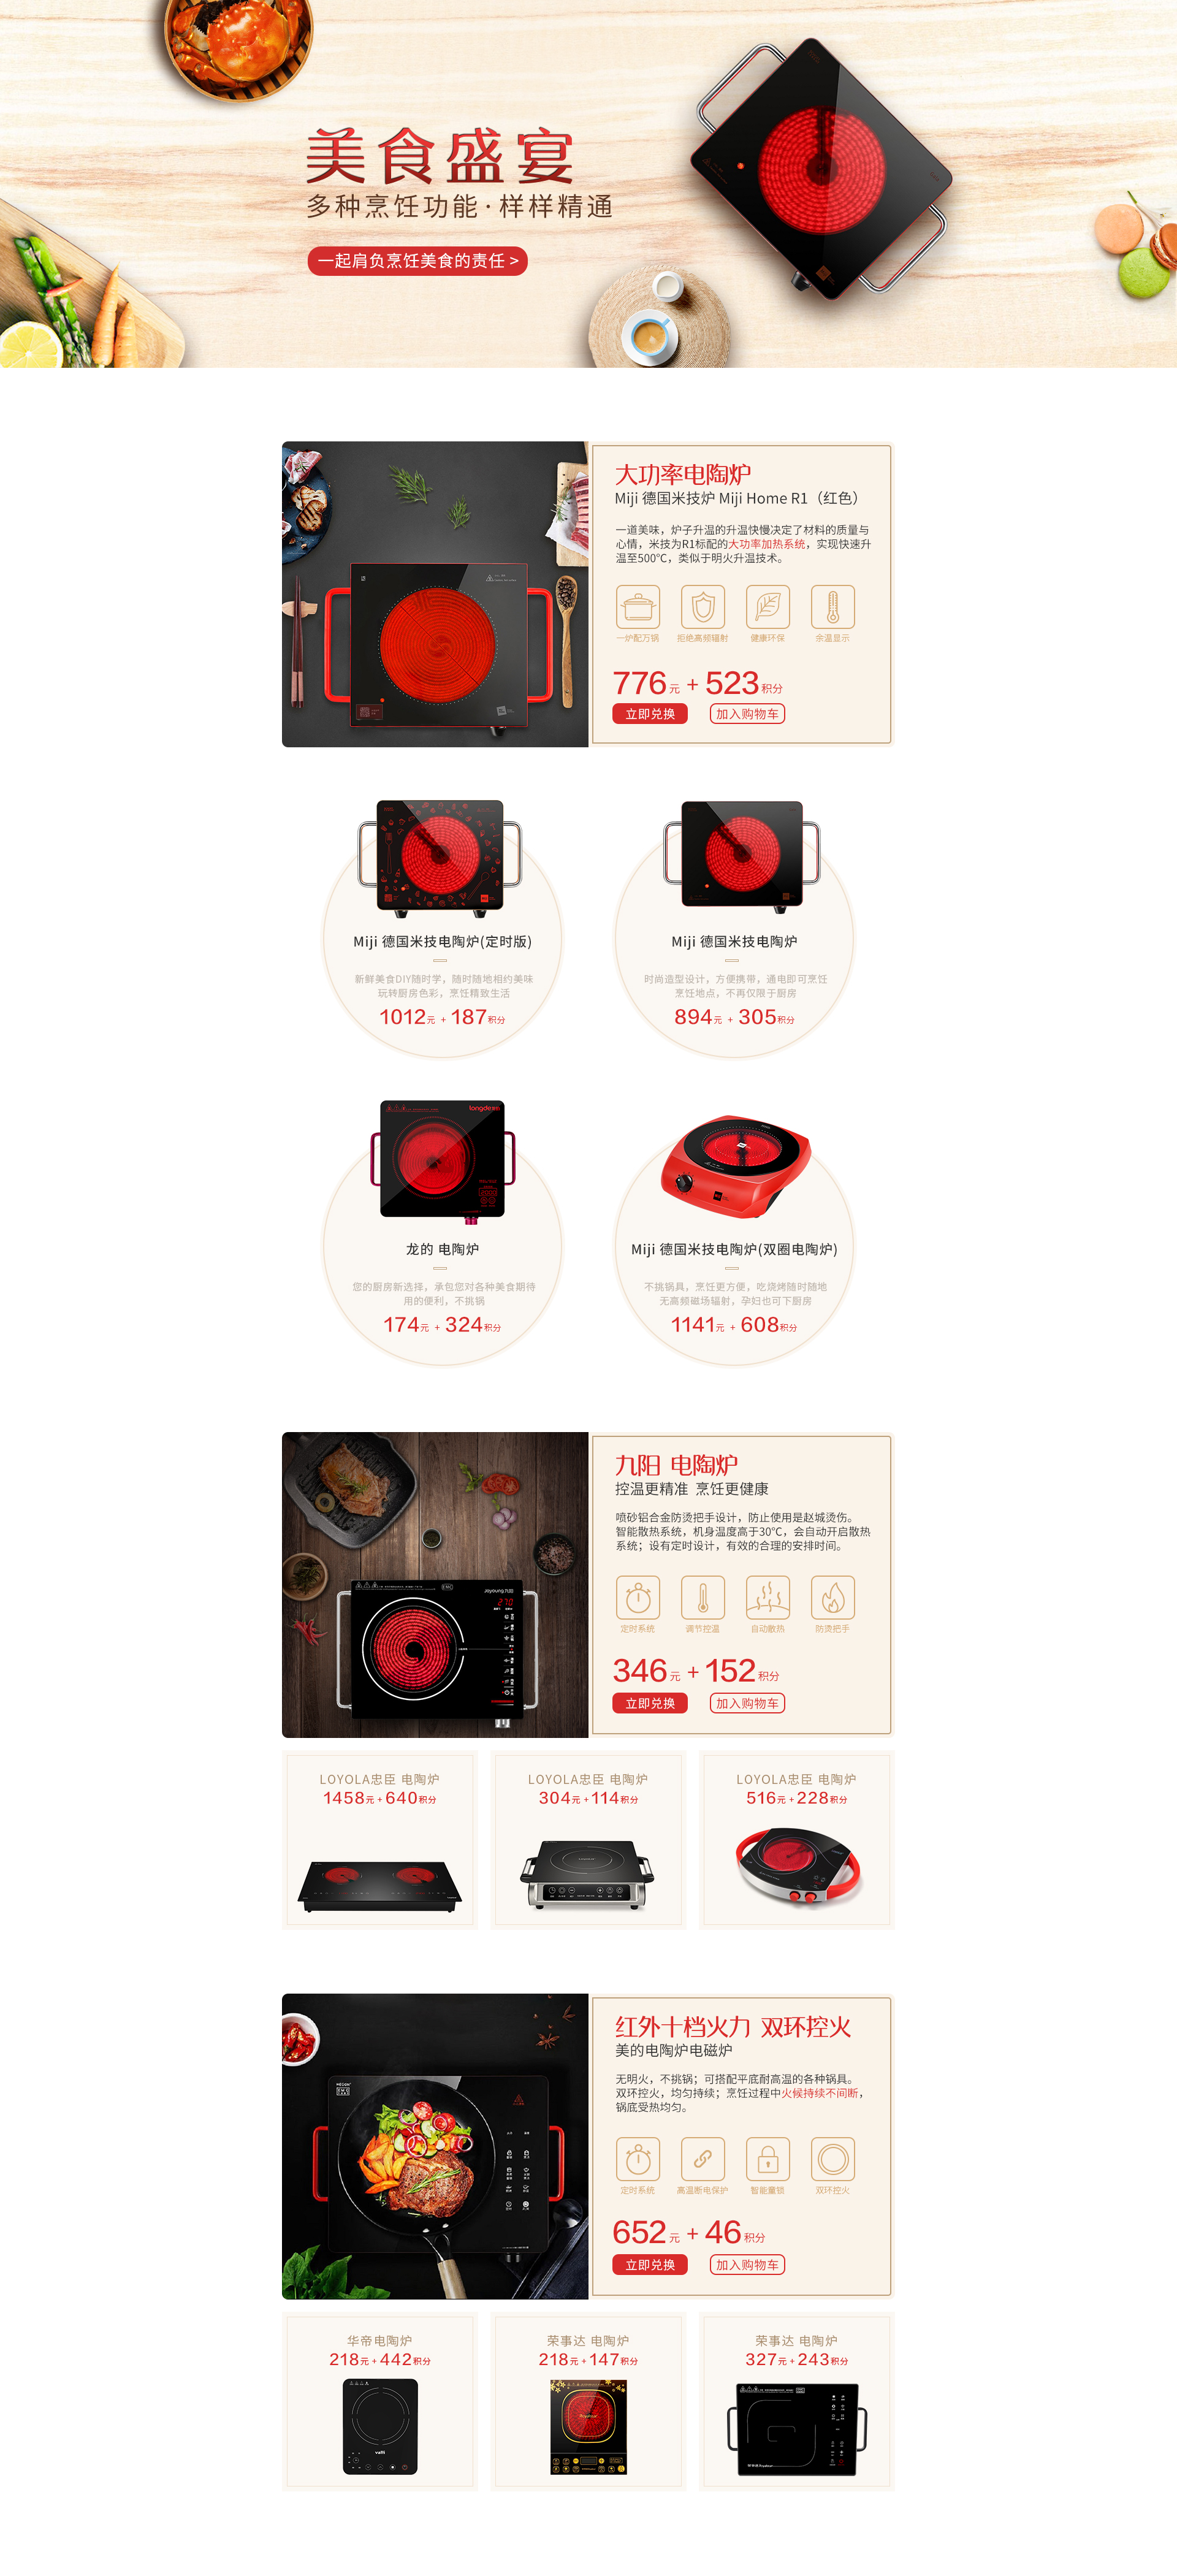 美食盛宴
多种烹饪功能·样样精通
一起肩负烹饪美食的责任 >
大功率电陶炉
Miji 德国米技炉 Miji Home R1（红色）
一道美味，炉子升温的升温快慢决定了材料的质量与
心情，米技为R1标配的大功率加热系统，实现快速升
温至500℃，类似于明火升温技术。
一炉配万锅 拒绝高频辐射 健康环保 余温显示
776元 + 523积分
立即兑换 加入购物车
Miji 德国米技电陶炉(定时版)
新鲜美食DIY随时学，随时随地相约美味
玩转厨房色彩，烹饪精致生活
1012元 + 187积分
Miji 德国米技电陶炉
时尚造型设计，方便携带，通电即可烹饪
烹饪地点，不再仅限于厨房
894元 + 305积分
longdeen
龙的 电陶炉
您的厨房新选择，承包您对各种美食期待
用的便利，不挑锅
174元 + 324积分
Miji 德国米技电陶炉(双圈电陶炉)
不挑锅具，烹饪更方便，吃烧烤随时随地
无高频磁场辐射，孕妇也可下厨房
1141元 + 608积分
Joyoung九阳
九阳 电陶炉
控温更精准 烹饪更健康
喷砂铝合金防烫把手设计，防止使用是赵城烫伤。
智能散热系统，机身温度高于30℃，会自动开启散热
系统；设有定时设计，有效的合理的安排时间。
定时系统 调节控温 自动散热 防烫把手
346元 + 152积分
立即兑换 加入购物车
LOYOLA忠臣 电陶炉
1458元 + 640积分
LOYOLA忠臣 电陶炉
304元 + 114积分
LOYOLA忠臣 电陶炉
516元 + 228积分
红外十档火力 双环控火
美的电陶炉电磁炉
无明火，不挑锅；可搭配平底耐高温的各种锅具。
双环控火，均匀持续；烹饪过程中火候持续不间断，
锅底受热均匀。
定时系统 高温断电保护 智能童锁 双环控火
652元 + 46积分
立即兑换 加入购物车
华帝电陶炉
218元 + 442积分
vatti
荣事达 电陶炉
218元 + 147积分
荣事达 电陶炉
327元 + 243积分